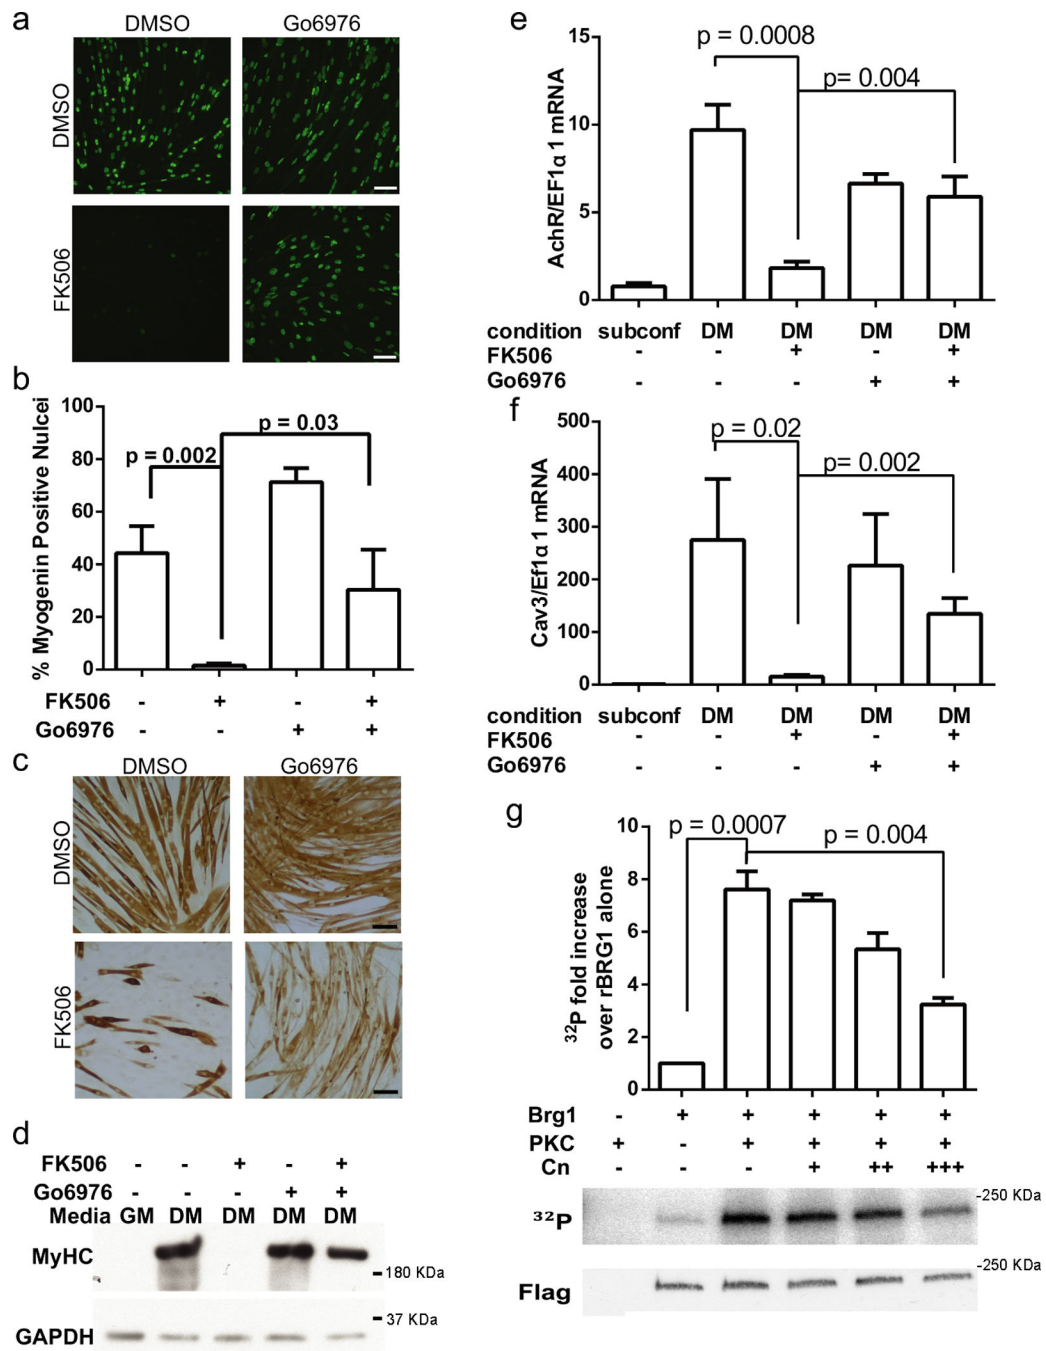 a
DMSO Go6976
DMSO
FK506
b
% Myogenin Positive Nulcei
100
80
60
40
20
0
p = 0.002
p = 0.03
FK506 - + - +
Go6976 - - + +
c
DMSO Go6976
DMSO
FK506
d
FK506 - - + - +
Go6976 - - - + +
Media GM DM DM DM DM
MyHC
180 KDa
37 KDa
GAPDH
e
AchR/EF1α 1 mRNA
15
10
5
0
p = 0.0008
p= 0.004
condition subconf DM DM DM DM
FK506 - - + - +
Go6976 - - - + +
f
Cav3/Ef1α 1 mRNA
500
400
300
200
100
0
p = 0.02
p= 0.002
condition subconf DM DM DM DM
FK506 - - + - +
Go6976 - - - + +
g
³²P fold increase
over rBRG1 alone
10
8
6
4
2
0
p = 0.0007
p = 0.004
Brg1 - + + + + +
PKC + - + + + +
Cn - - - + ++ +++
-250 KDa
³²P
-250 KDa
Flag